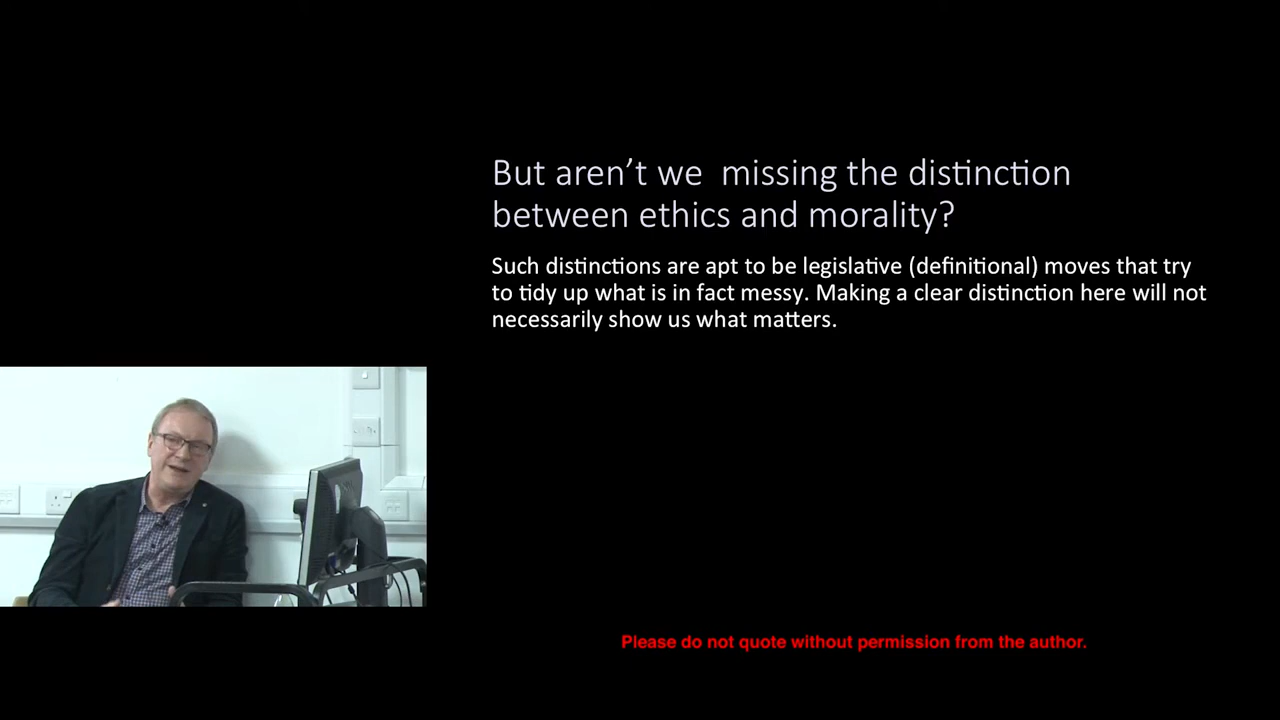 But aren’t we  missing the distinction
between ethics and morality?
Such distinctions are apt to be legislative (definitional) moves that try
to tidy up what is in fact messy. Making a clear distinction here will not
necessarily show us what matters.
Please do not quote without permission from the author.